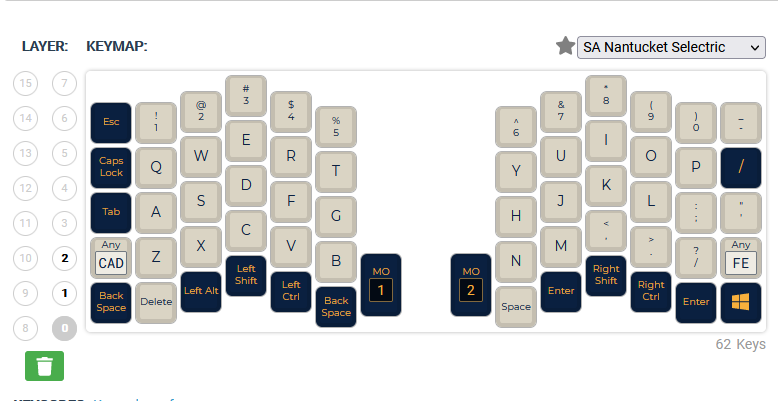 LAYER: KEYMAP: SA Nantucket Selectric
15 7
14 6
13 5
12 4
11 3
10 2
9 1
8 0
Esc
!
1
@
2
#
3
$
4
%
5
^
6
&
7
*
8
(
9
)
0
_
-
Caps
Lock
Q
W
E
R
T
Y
U
I
O
P
/
Tab
A
S
D
F
G
H
J
K
L
:
;
"
'
Any
CAD
Z
X
C
V
B
N
M
<
,
>
.
?
/
Any
FE
Back
Space
Delete
Left Alt
Left
Shift
Left
Ctrl
Back
Space
MO
1
MO
2
Space
Enter
Right
Shift
Right
Ctrl
Enter
62 Keys